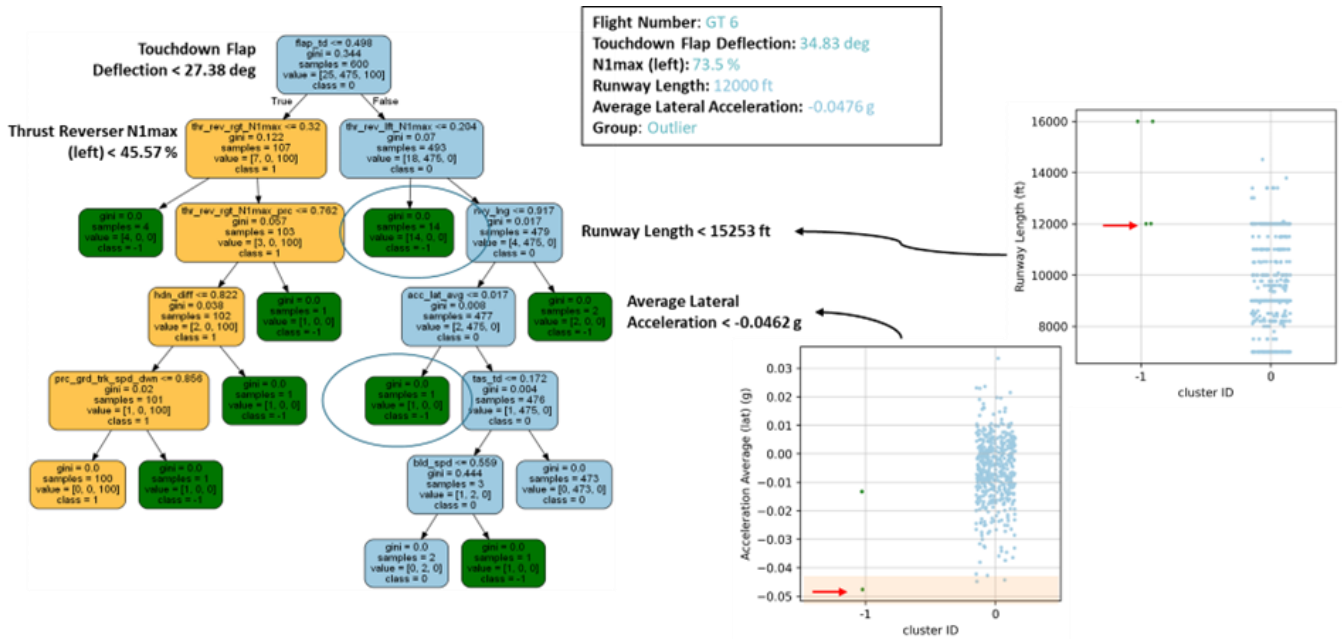 Flight Number: GT 6
Touchdown Flap Deflection: 34.83 deg
N1max (left): 73.5 %
Runway Length: 12000 ft
Average Lateral Acceleration: -0.0476 g
Group: Outlier
Touchdown Flap
Deflection < 27.38 deg
flap_td <= 0.498
gini = 0.344
samples = 600
value = [25, 475, 100]
class = 0
True
False
Thrust Reverser N1max
(left) < 45.57 %
thr_rev_rgt_N1max <= 0.32
gini = 0.122
samples = 107
value = [7, 0, 100]
class = 1
thr_rev_lft_N1max <= 0.204
gini = 0.07
samples = 493
value = [18, 475, 0]
class = 0
gini = 0.0
samples = 4
value = [4, 0, 0]
class = -1
thr_rev_rgt_N1max_prc <= 0.762
gini = 0.057
samples = 103
value = [3, 0, 100]
class = 1
gini = 0.0
samples = 14
value = [14, 0, 0]
class = -1
rwy_lng <= 0.917
gini = 0.017
samples = 479
value = [4, 475, 0]
class = 0
Runway Length < 15253 ft
hdn_diff <= 0.822
gini = 0.038
samples = 102
value = [2, 0, 100]
class = 1
gini = 0.0
samples = 1
value = [1, 0, 0]
class = -1
acc_lat_avg <= 0.017
gini = 0.008
samples = 477
value = [2, 475, 0]
class = 0
gini = 0.0
samples = 2
value = [2, 0, 0]
class = -1
Average Lateral
Acceleration < -0.0462 g
prc_grd_trk_spd_dwn <= 0.856
gini = 0.02
samples = 101
value = [1, 0, 100]
class = 1
gini = 0.0
samples = 1
value = [1, 0, 0]
class = -1
gini = 0.0
samples = 1
value = [1, 0, 0]
class = -1
tas_td <= 0.172
gini = 0.004
samples = 476
value = [1, 475, 0]
class = 0
gini = 0.0
samples = 100
value = [0, 0, 100]
class = 1
gini = 0.0
samples = 1
value = [1, 0, 0]
class = -1
bld_spd <= 0.559
gini = 0.444
samples = 3
value = [1, 2, 0]
class = 0
gini = 0.0
samples = 473
value = [0, 473, 0]
class = 0
gini = 0.0
samples = 2
value = [0, 2, 0]
class = 0
gini = 0.0
samples = 1
value = [1, 0, 0]
class = -1
Runway Length (ft)
16000
14000
12000
10000
8000
-1
0
cluster ID
Acceleration Average (lat) (g)
0.03
0.02
0.01
0.00
−0.01
−0.02
−0.03
−0.04
−0.05
-1
0
cluster ID